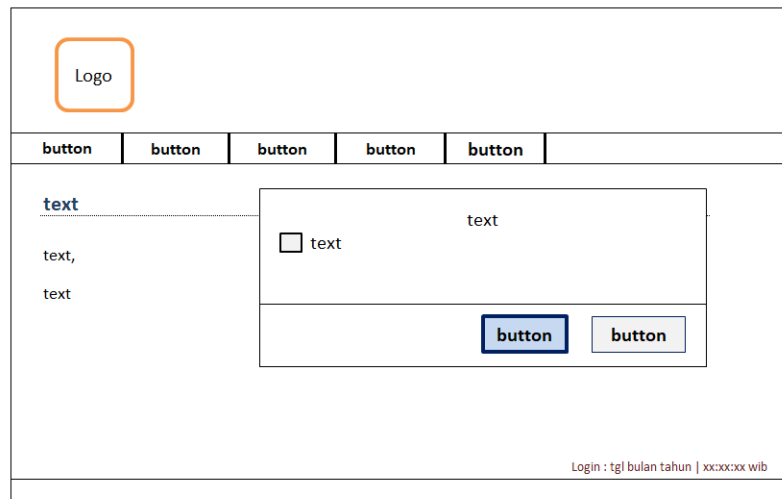 Logo
button button button button button
text
text
text
text,
text
button button
Login : tgl bulan tahun | xx:xx:xx wib